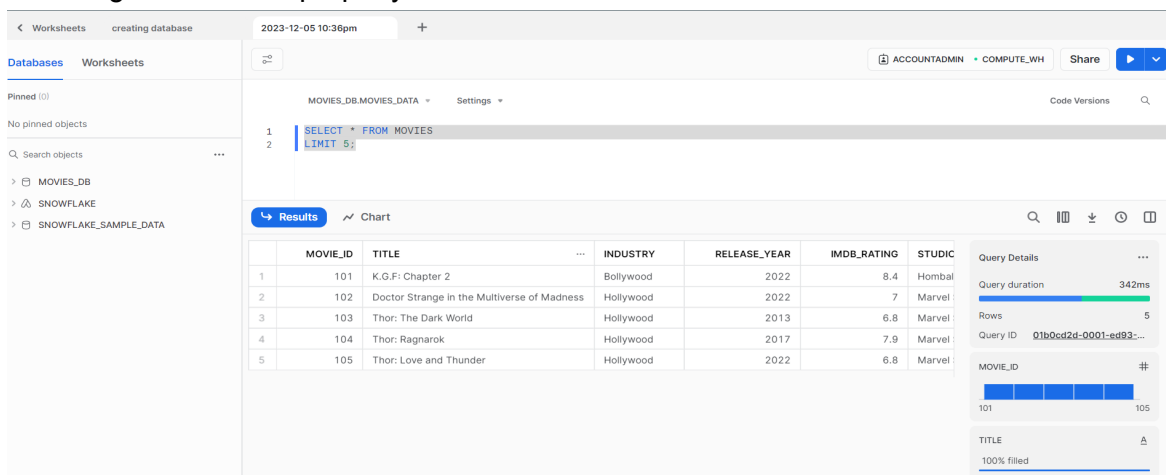 Worksheets creating database 2023-12-05 10:36pm +
Databases Worksheets
ACCOUNTADMIN • COMPUTE_WH Share
Pinned (0)
No pinned objects
Search objects ...
MOVIES_DB
SNOWFLAKE
SNOWFLAKE_SAMPLE_DATA
MOVIES_DB.MOVIES_DATA Settings Code Versions
1 SELECT * FROM MOVIES
2 LIMIT 5;
Results Chart
MOVIE_ID TITLE ... INDUSTRY RELEASE_YEAR IMDB_RATING STUDIO
1 101 K.G.F: Chapter 2 Bollywood 2022 8.4 Hombal
2 102 Doctor Strange in the Multiverse of Madness Hollywood 2022 7 Marvel
3 103 Thor: The Dark World Hollywood 2013 6.8 Marvel
4 104 Thor: Ragnarok Hollywood 2017 7.9 Marvel
5 105 Thor: Love and Thunder Hollywood 2022 6.8 Marvel
Query Details ...
Query duration 342ms
Rows 5
Query ID 01b0cd2d-0001-ed93-...
MOVIE_ID #
101 105
TITLE A
100% filled